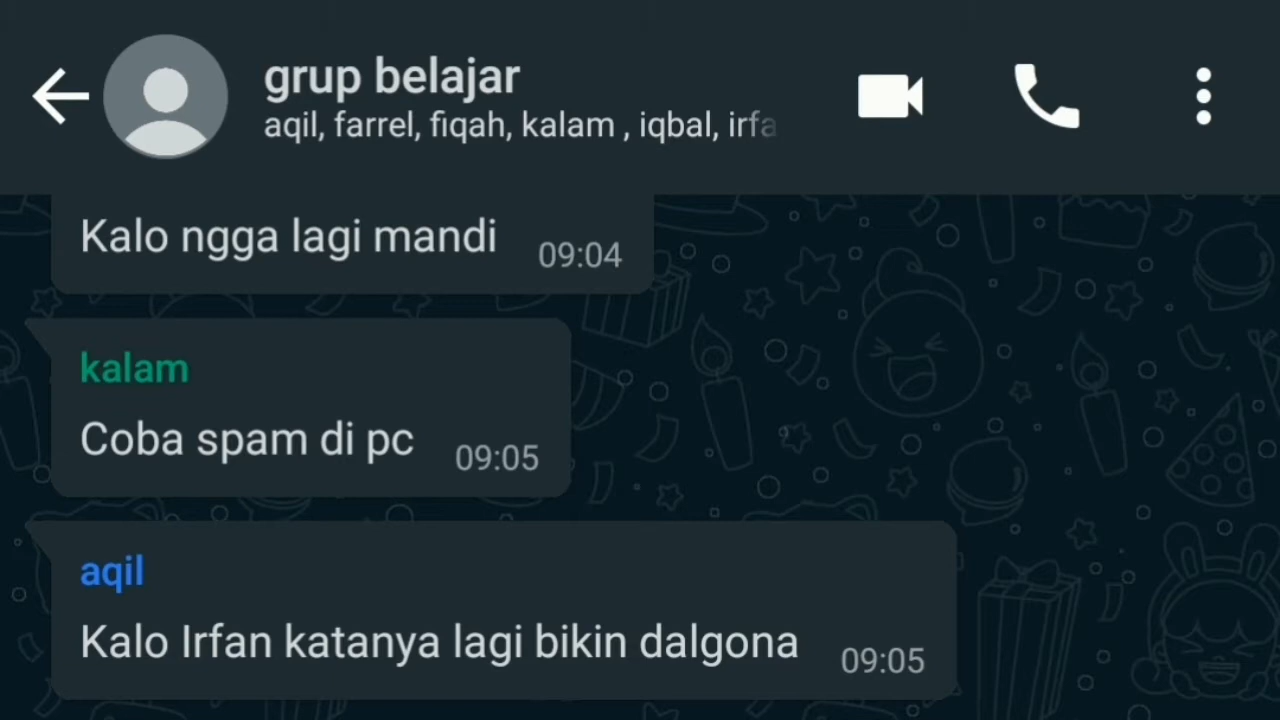 grup belajar
aqil, farrel, fiqah, kalam , iqbal, irfa
Kalo ngga lagi mandi 09:04
kalam
Coba spam di pc 09:05
aqil
Kalo Irfan katanya lagi bikin dalgona 09:05